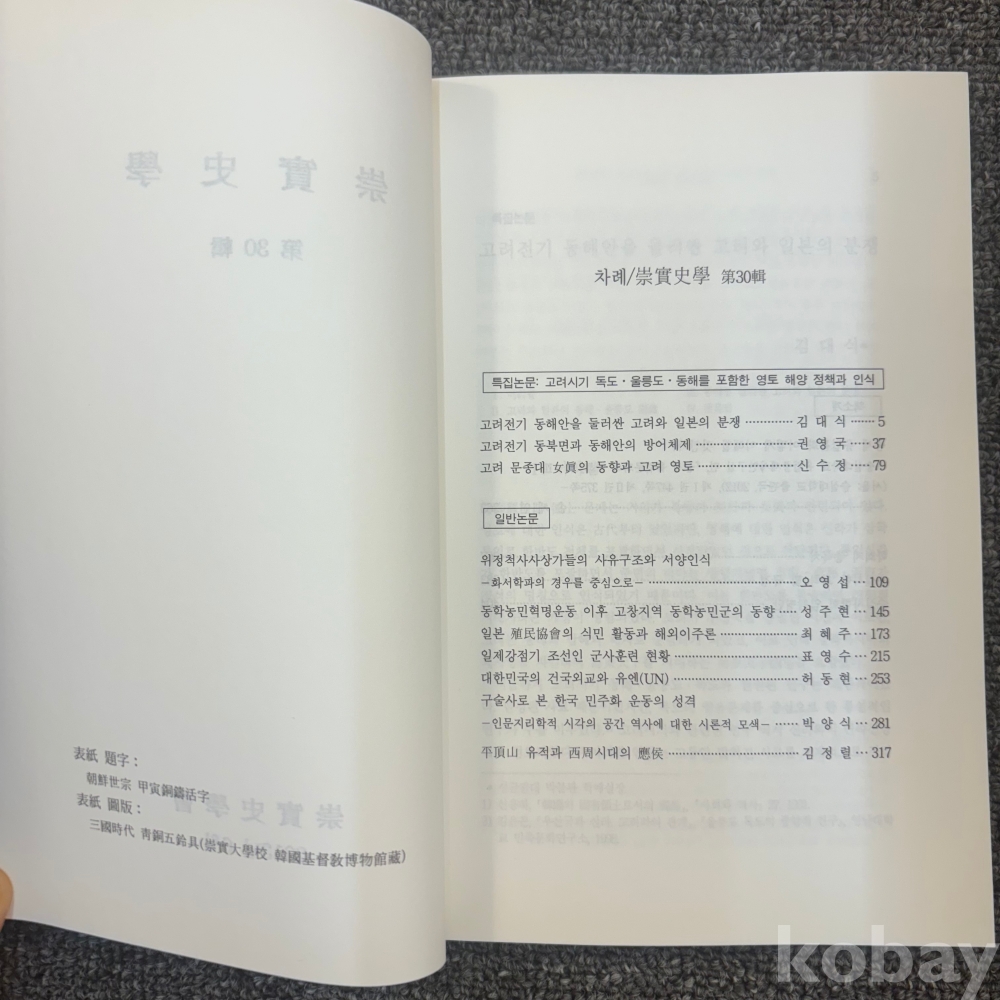 表紙 題字 :
朝鮮世宗 甲寅銅鑄活字
表紙 圖版 :
三國時代 靑銅五鈴具(崇實大學校 韓國基督敎博物館藏)
차례/崇實史學 第30輯
특집논문: 고려시기 독도·울릉도·동해를 포함한 영토 해양 정책과 인식
고려전기 동해안을 둘러싼 고려와 일본의 분쟁 ············· 김 대 식 ······ 5
고려전기 동북면과 동해안의 방어체제 ························ 권 영 국 ··· 37
고려 문종대 女眞의 동향과 고려 영토 ························ 신 수 정 ··· 79
일반논문
위정척사사상가들의 사유구조와 서양인식
-화서학파의 경우를 중심으로- ······························ 오 영 섭 ··· 109
동학농민혁명운동 이후 고창지역 동학농민군의 동향 ····· 성 주 현 ··· 145
일본 殖民協會의 식민 활동과 해외이주론 ··················· 최 혜 주 ··· 173
일제강점기 조선인 군사훈련 현황 ······························ 표 영 수 ··· 215
대한민국의 건국외교와 유엔(UN) ······························ 허 동 현 ··· 253
구술사로 본 한국 민주화 운동의 성격
-인문지리학적 시각의 공간 역사에 대한 시론적 모색- ······ 박 양 식 ··· 281
平頂山 유적과 西周시대의 應侯 ································ 김 정 렬 ··· 317
kobay